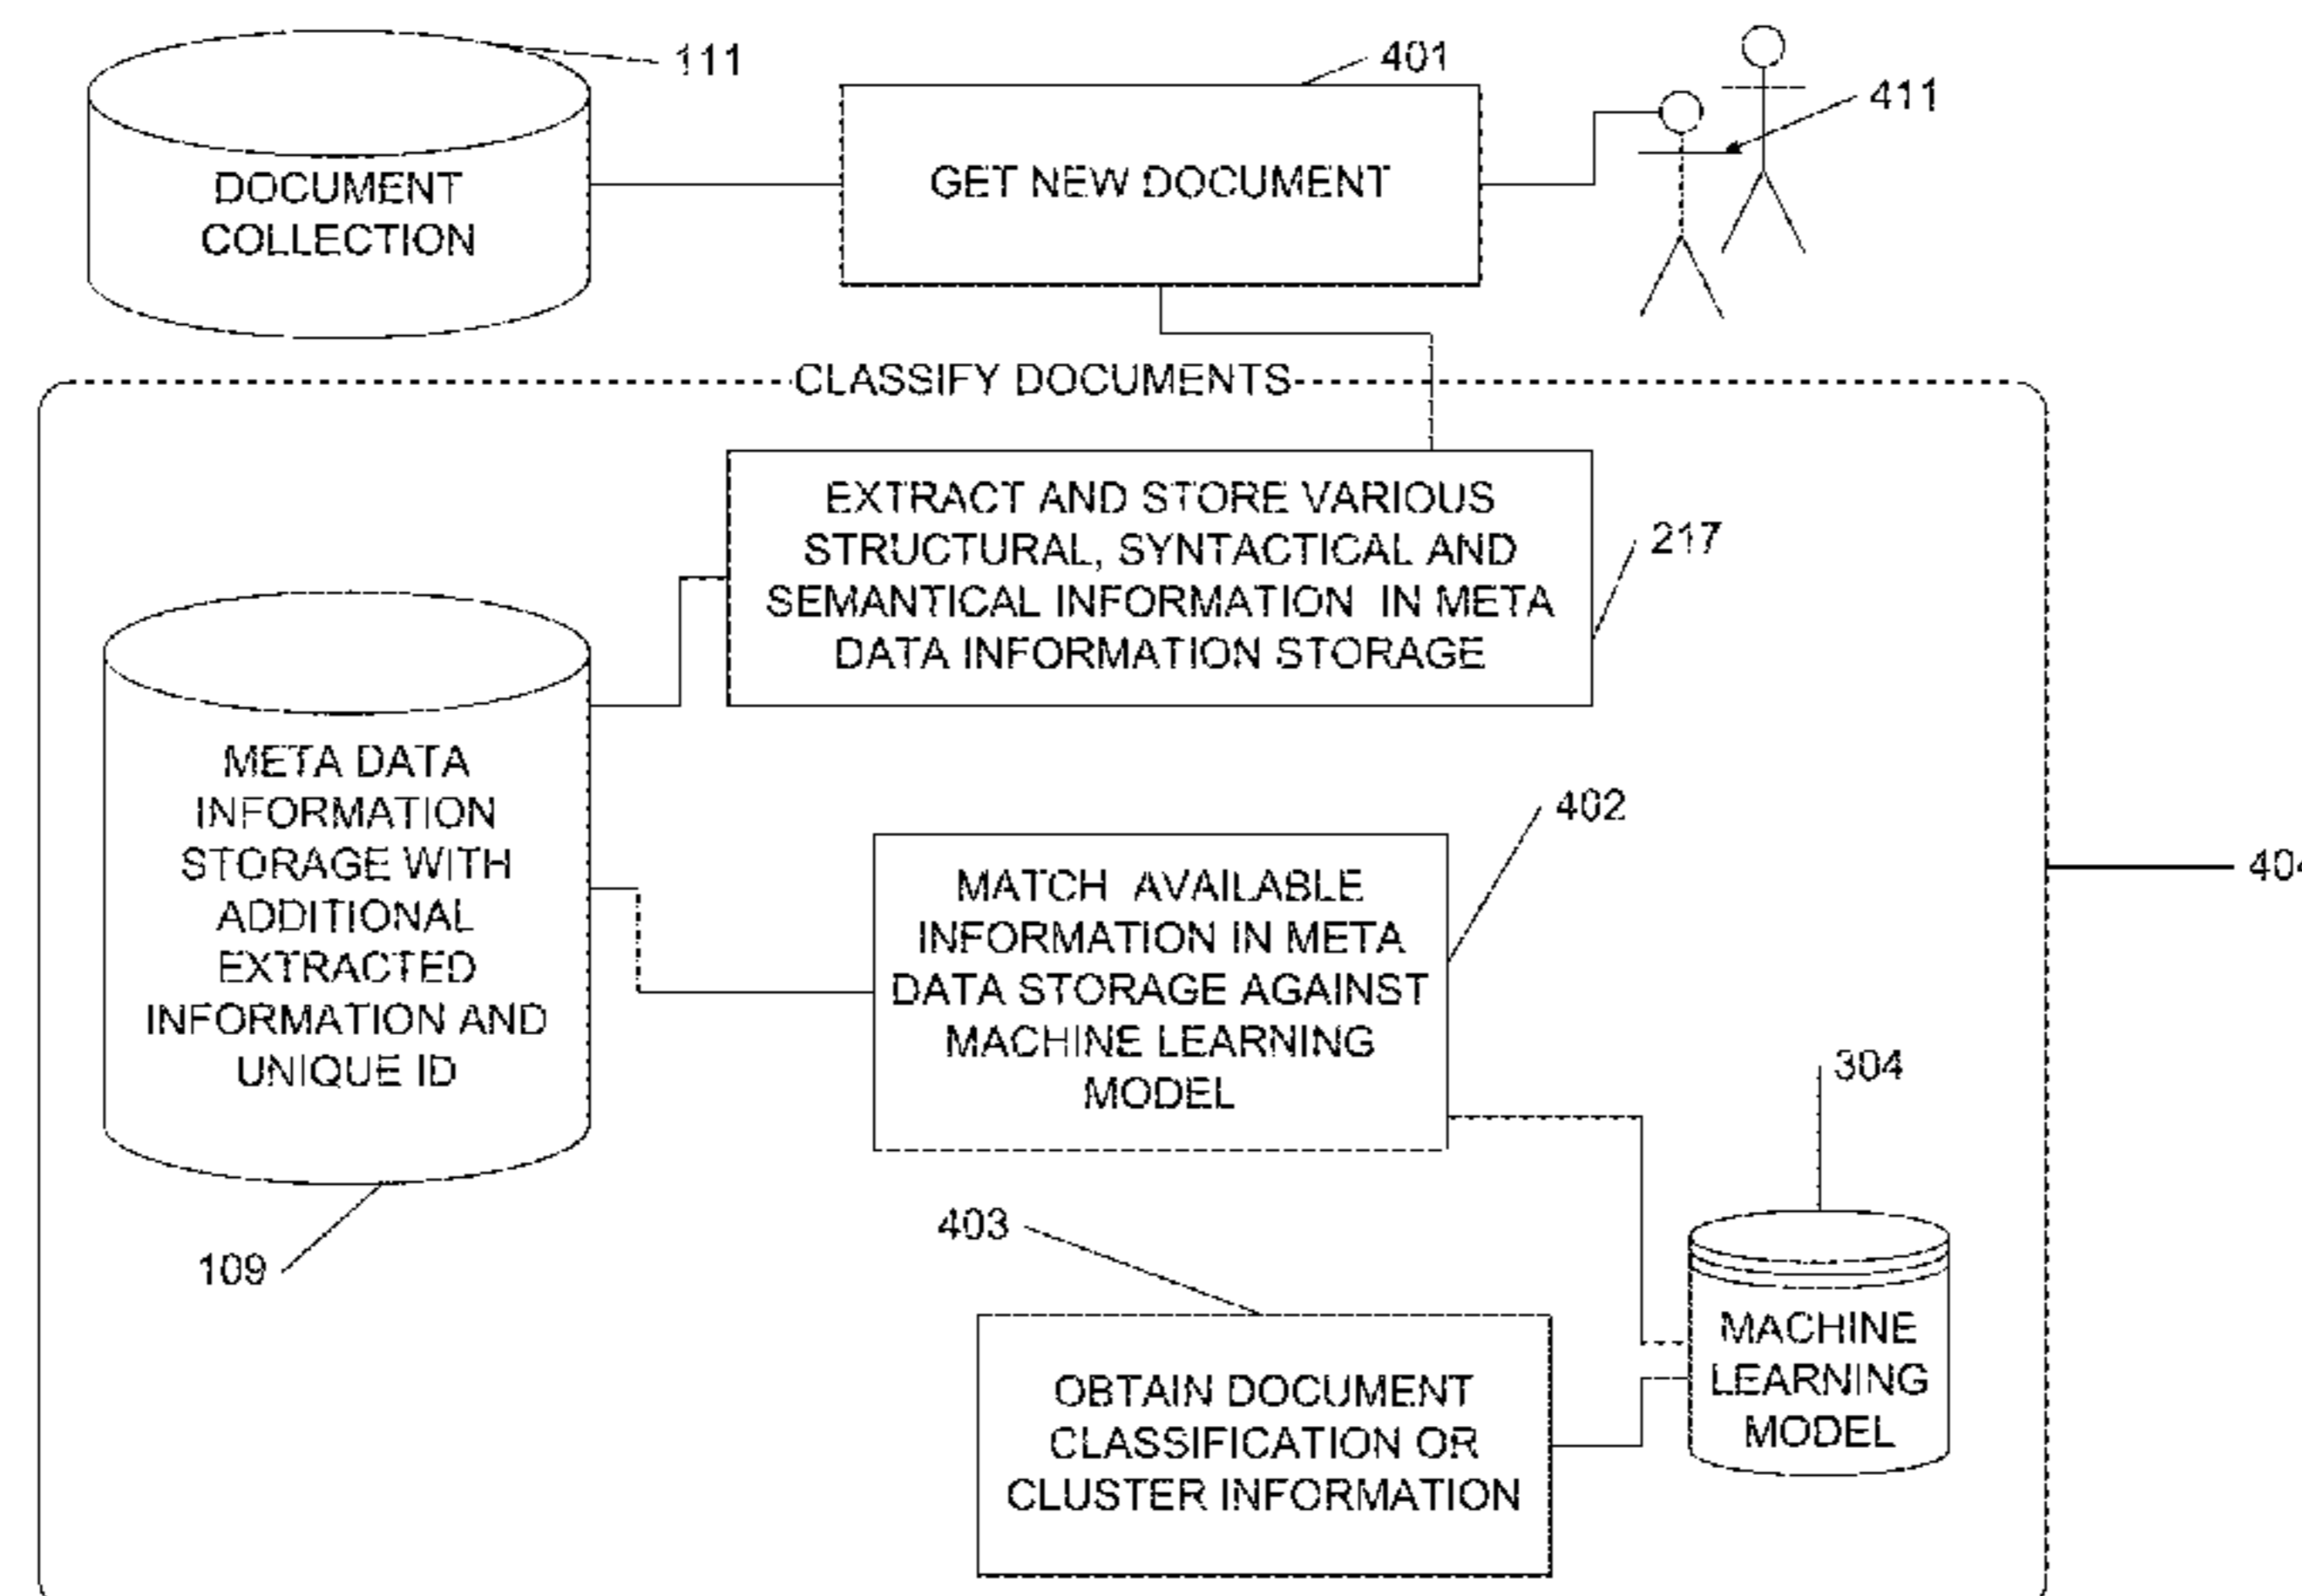 111
401
411
DOCUMENT
COLLECTION
GET NEW DOCUMENT
CLASSIFY DOCUMENTS
EXTRACT AND STORE VARIOUS
STRUCTURAL, SYNTACTICAL AND
SEMANTICAL INFORMATION IN META
DATA INFORMATION STORAGE
217
META DATA
INFORMATION
STORAGE WITH
ADDITIONAL
EXTRACTED
INFORMATION AND
UNIQUE ID
402
MATCH AVAILABLE
INFORMATION IN META
DATA STORAGE AGAINST
MACHINE LEARNING
MODEL
404
304
403
109
MACHINE
LEARNING
MODEL
OBTAIN DOCUMENT
CLASSIFICATION OR
CLUSTER INFORMATION